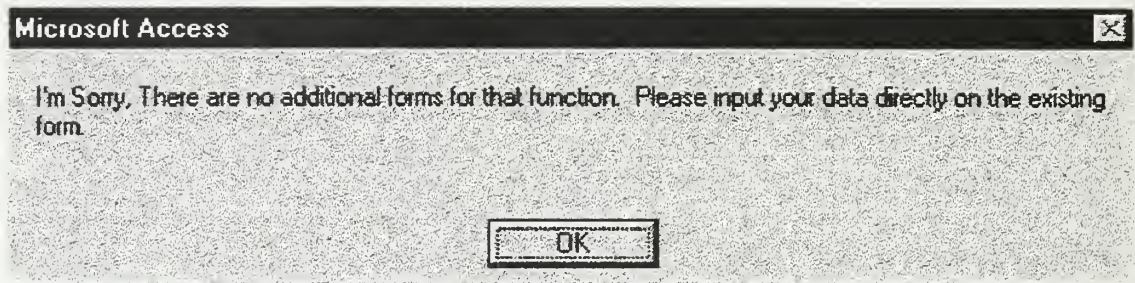 Microsoft Access
I'm Sorry, There are no additional forms for that function.  Please input your data directly on the existing
form.
OK